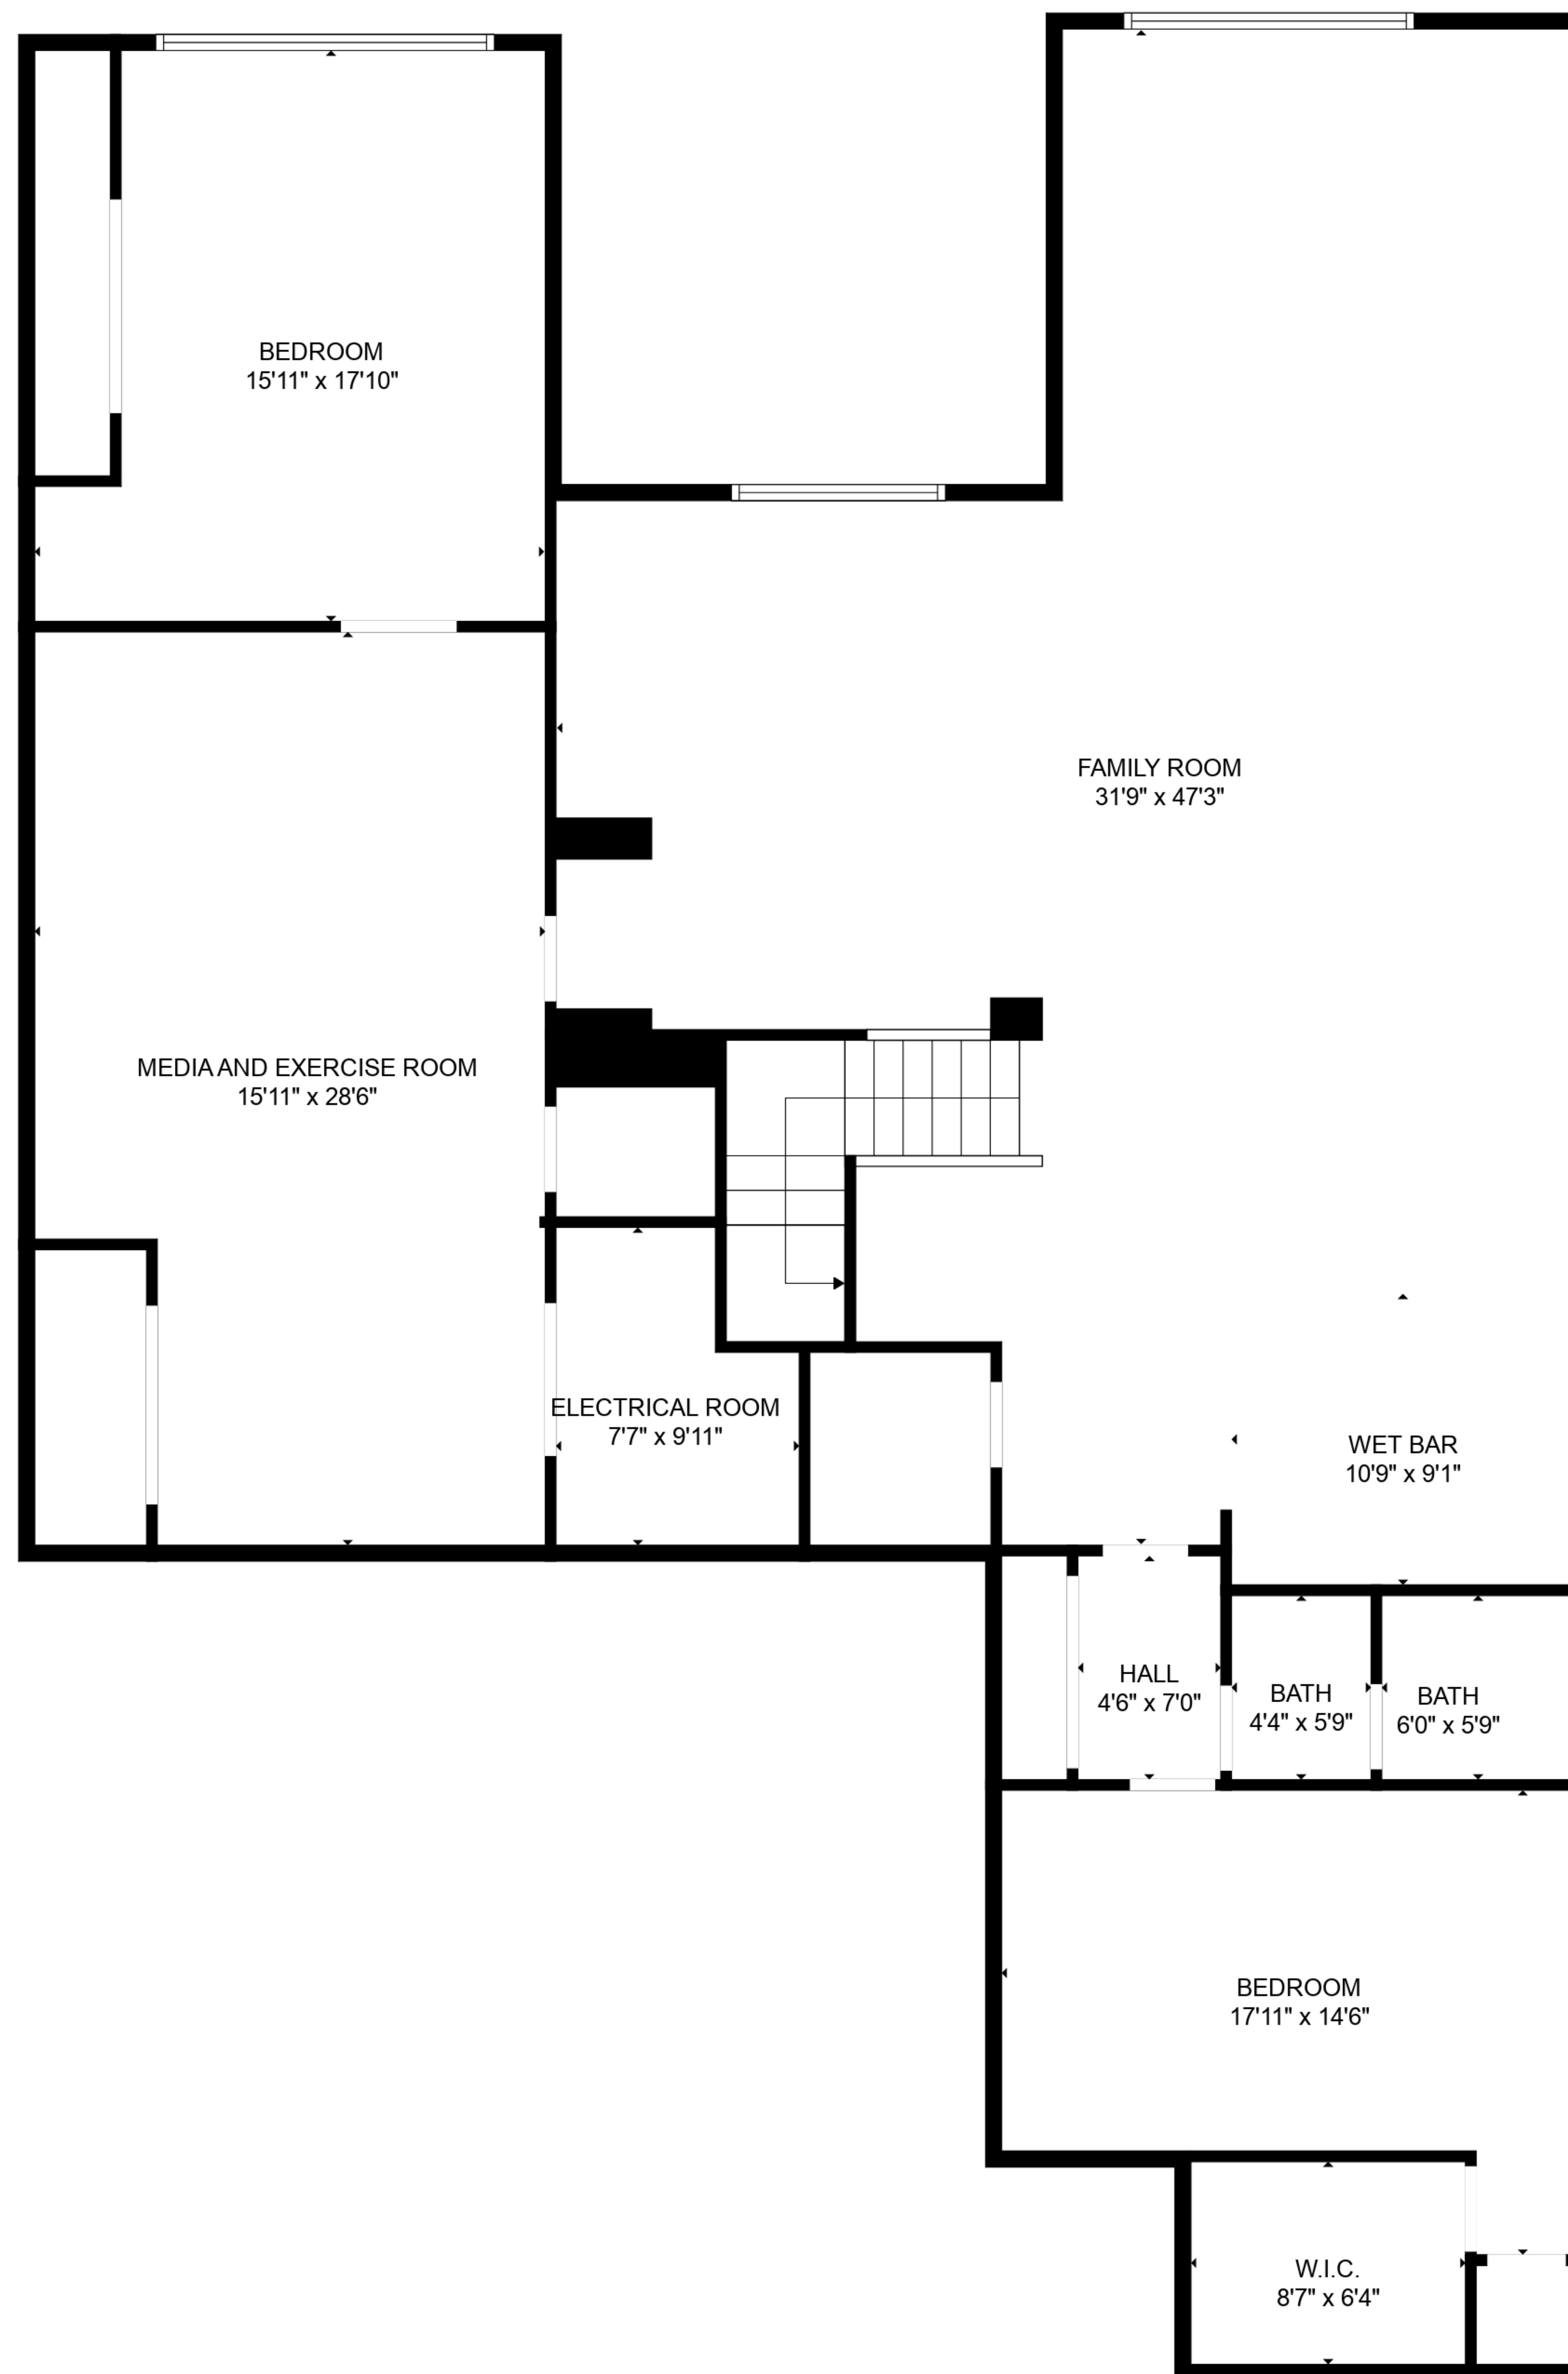 BEDROOM
15'11" x 17'10"
FAMILY ROOM
31'9" x 47'3"
MEDIA AND EXERCISE ROOM
15'11" x 28'6"
ELECTRICAL ROOM
7'7" x 9'11"
WET BAR
10'9" x 9'1"
HALL
4'6" x 7'0"
BATH
4'4" x 5'9"
BATH
6'0" x 5'9"
BEDROOM
17'11" x 14'6"
W.I.C.
8'7" x 6'4"